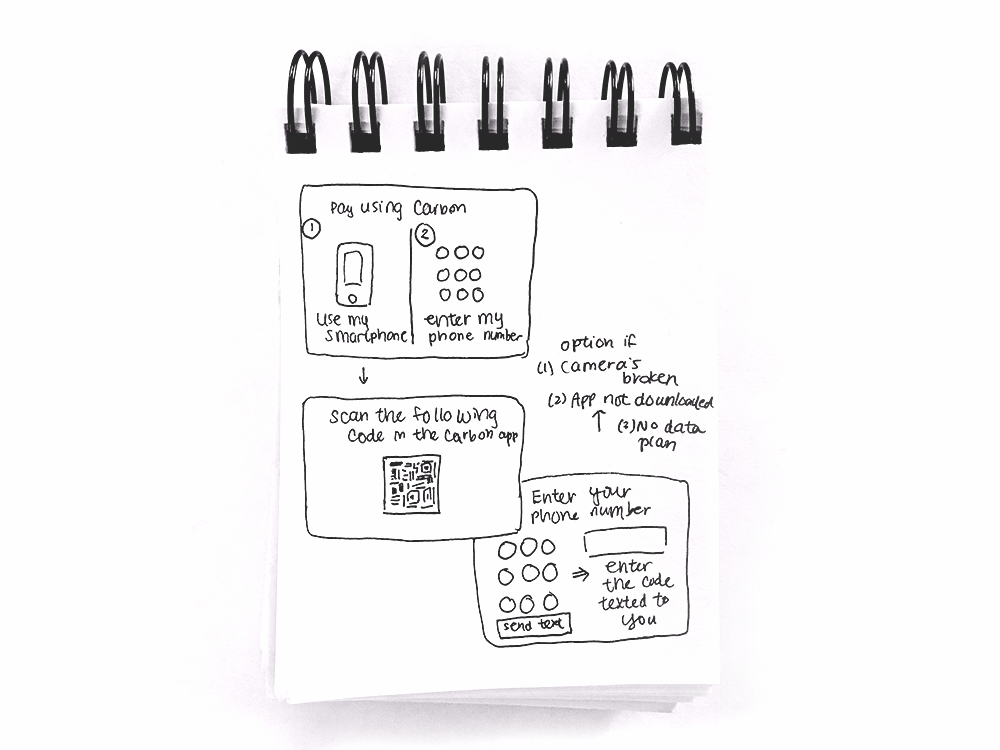 Pay using Carbon
1
2
Use my
smartphone
enter my
phone number
Scan the following
code in the Carbon app
option if
(1) Camera's
broken
(2) App not downloaded
(3) No data
plan
Enter your
phone number
enter
the code
texted to
you
send text